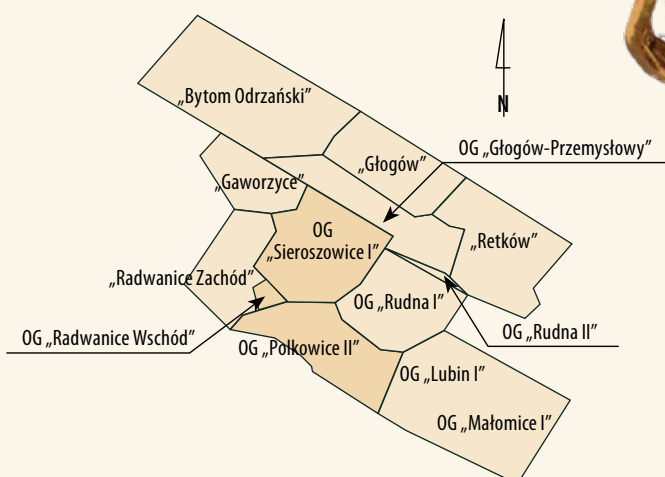 „Bytom Odrzański”
N
OG „Głogów-Przemysłowy”
„Głogów”
„Gaworzyce”
OG
„Sieroszowice I”
„Retków”
„Radwanice Zachód”
OG „Rudna I”
OG „Rudna II”
OG „Radwanice Wschód”
OG „Polkowice II”
OG „Lubin I”
OG „Małomice I”